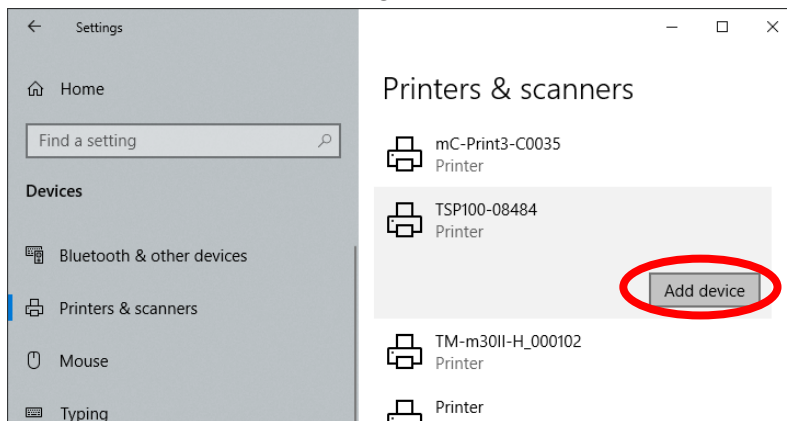 Settings
Home
Find a setting
Devices
Bluetooth & other devices
Printers & scanners
Mouse
Typing
Printers & scanners
mC-Print3-C0035
Printer
TSP100-08484
Printer
Add device
TM-m30II-H_000102
Printer
Printer